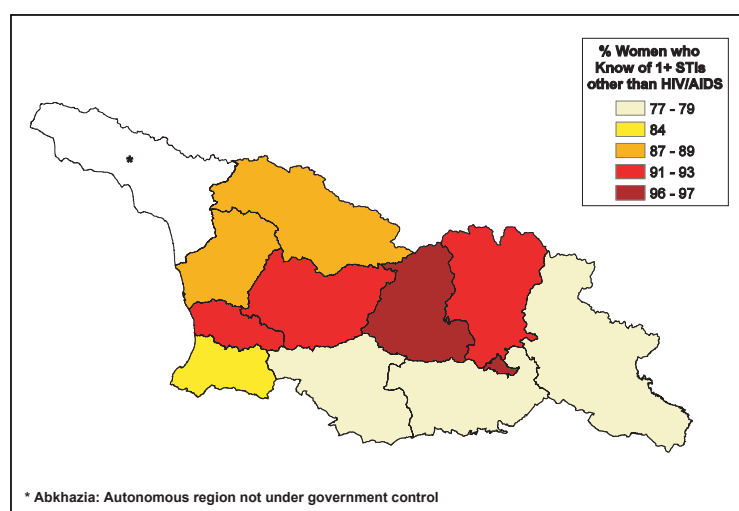 % Women who
Know of 1+ STIs
other than HIV/AIDS
77 - 79
84
87 - 89
91 - 93
96 - 97
*
* Abkhazia: Autonomous region not under government control